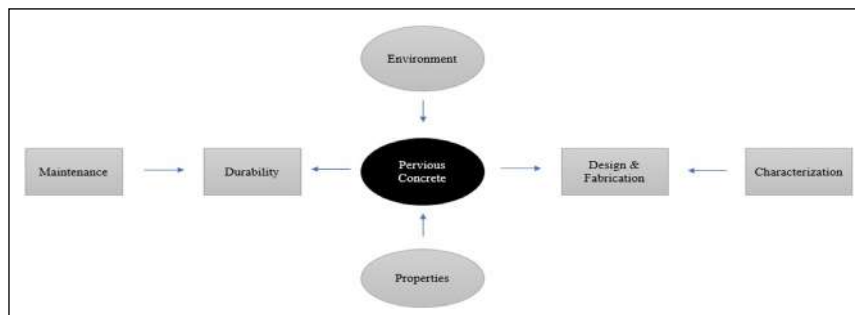 Environment
Maintenance
Durability
Pervious
Concrete
Design &
Fabrication
Characterization
Properties